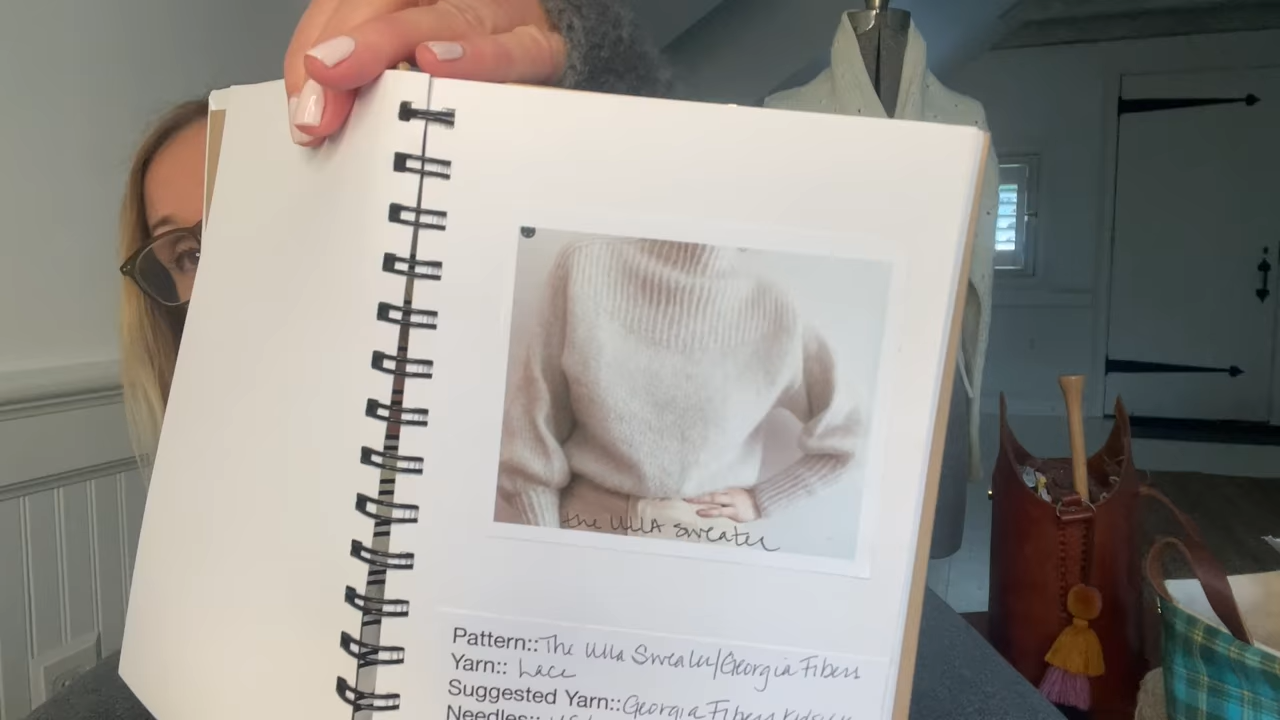 the Ulla sweater
Pattern:: The Ulla Sweater/Georgia Fibers
Yarn:: Lace
Suggested Yarn:: Georgia Fibers
Needles::